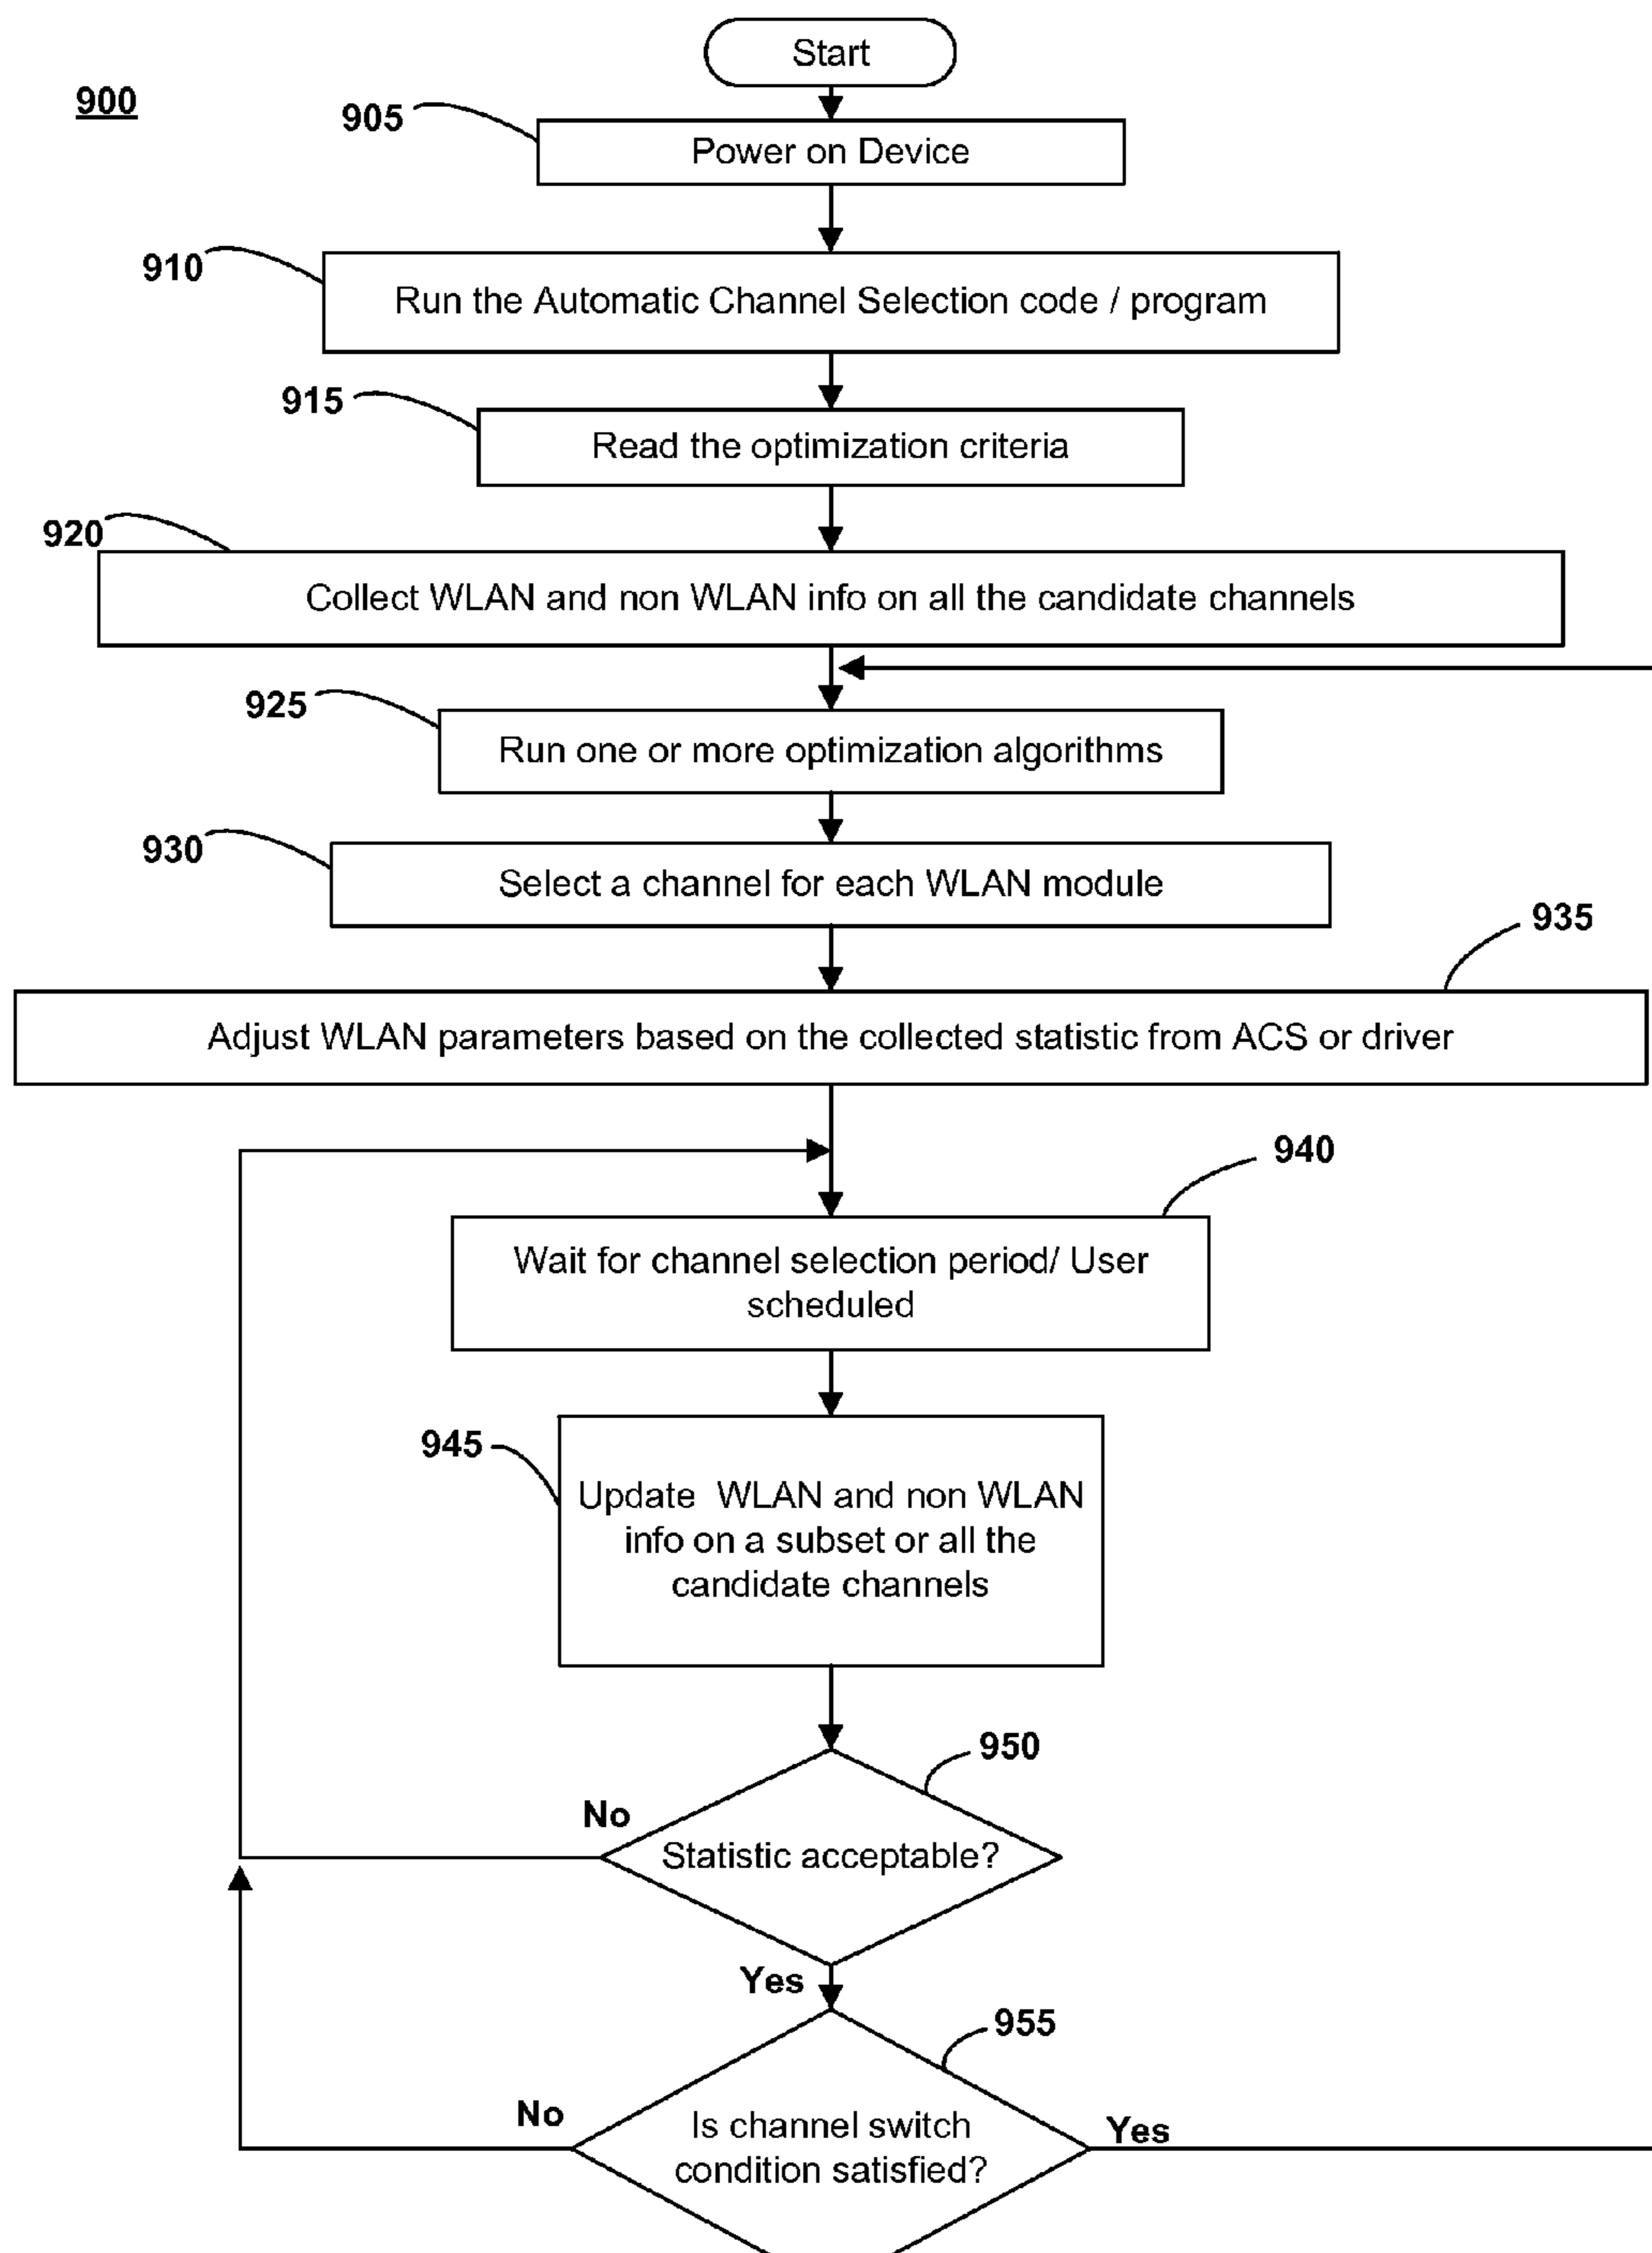 Start
900
905
Power on Device
910
Run the Automatic Channel Selection code / program
915
Read the optimization criteria
920
Collect WLAN and non WLAN info on all the candidate channels
925
Run one or more optimization algorithms
930
Select a channel for each WLAN module
935
Adjust WLAN parameters based on the collected statistic from ACS or driver
940
Wait for channel selection period/ User
scheduled
945
Update WLAN and non WLAN
info on a subset or all the
candidate channels
950
No
Statistic acceptable?
Yes
955
No
Is channel switch
condition satisfied?
Yes